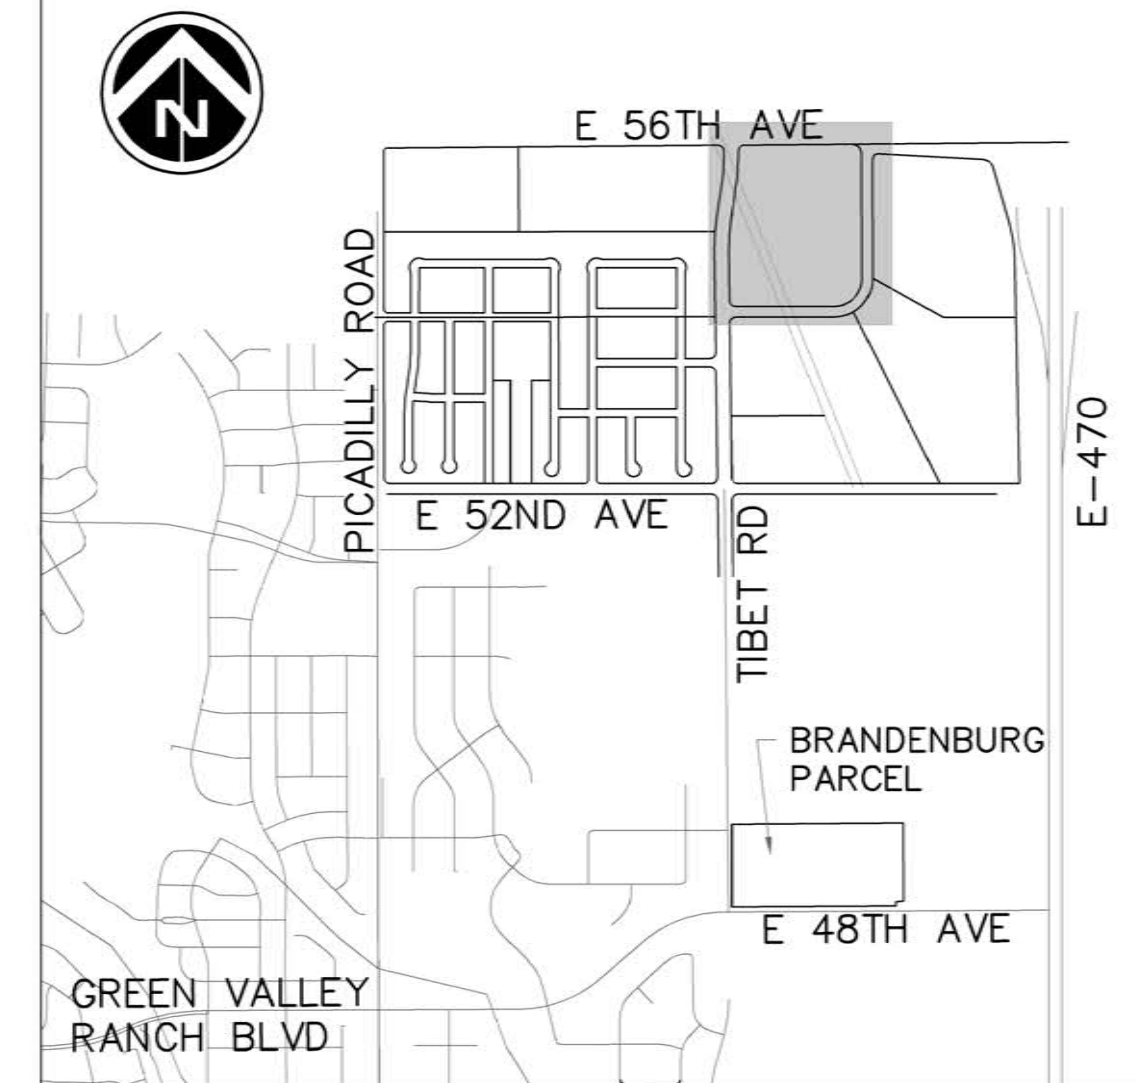 N
E 56TH AVE
PICADILLY ROAD
E-470
E 52ND AVE
TIBET RD
BRANDENBURG
PARCEL
E 48TH AVE
GREEN VALLEY
RANCH BLVD